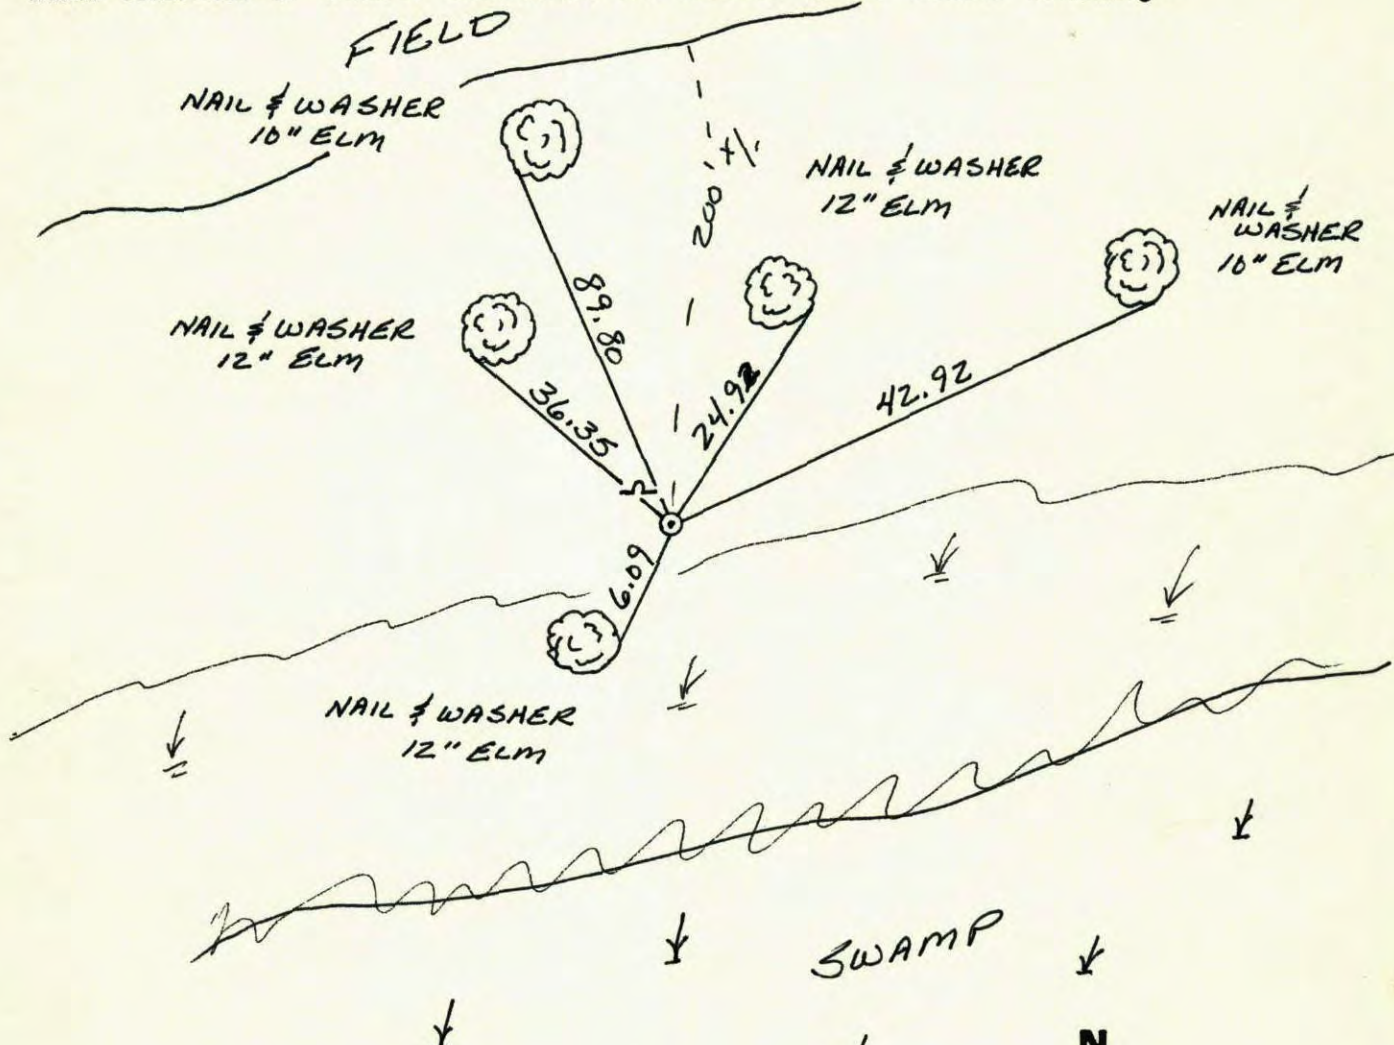 FIELD
NAIL & WASHER
10" ELM
200' +/-
NAIL & WASHER
12" ELM
NAIL &
WASHER
10" ELM
NAIL & WASHER
12" ELM
89.80
36.35
24.92
42.92
6.09
NAIL & WASHER
12" ELM
SWAMP
N